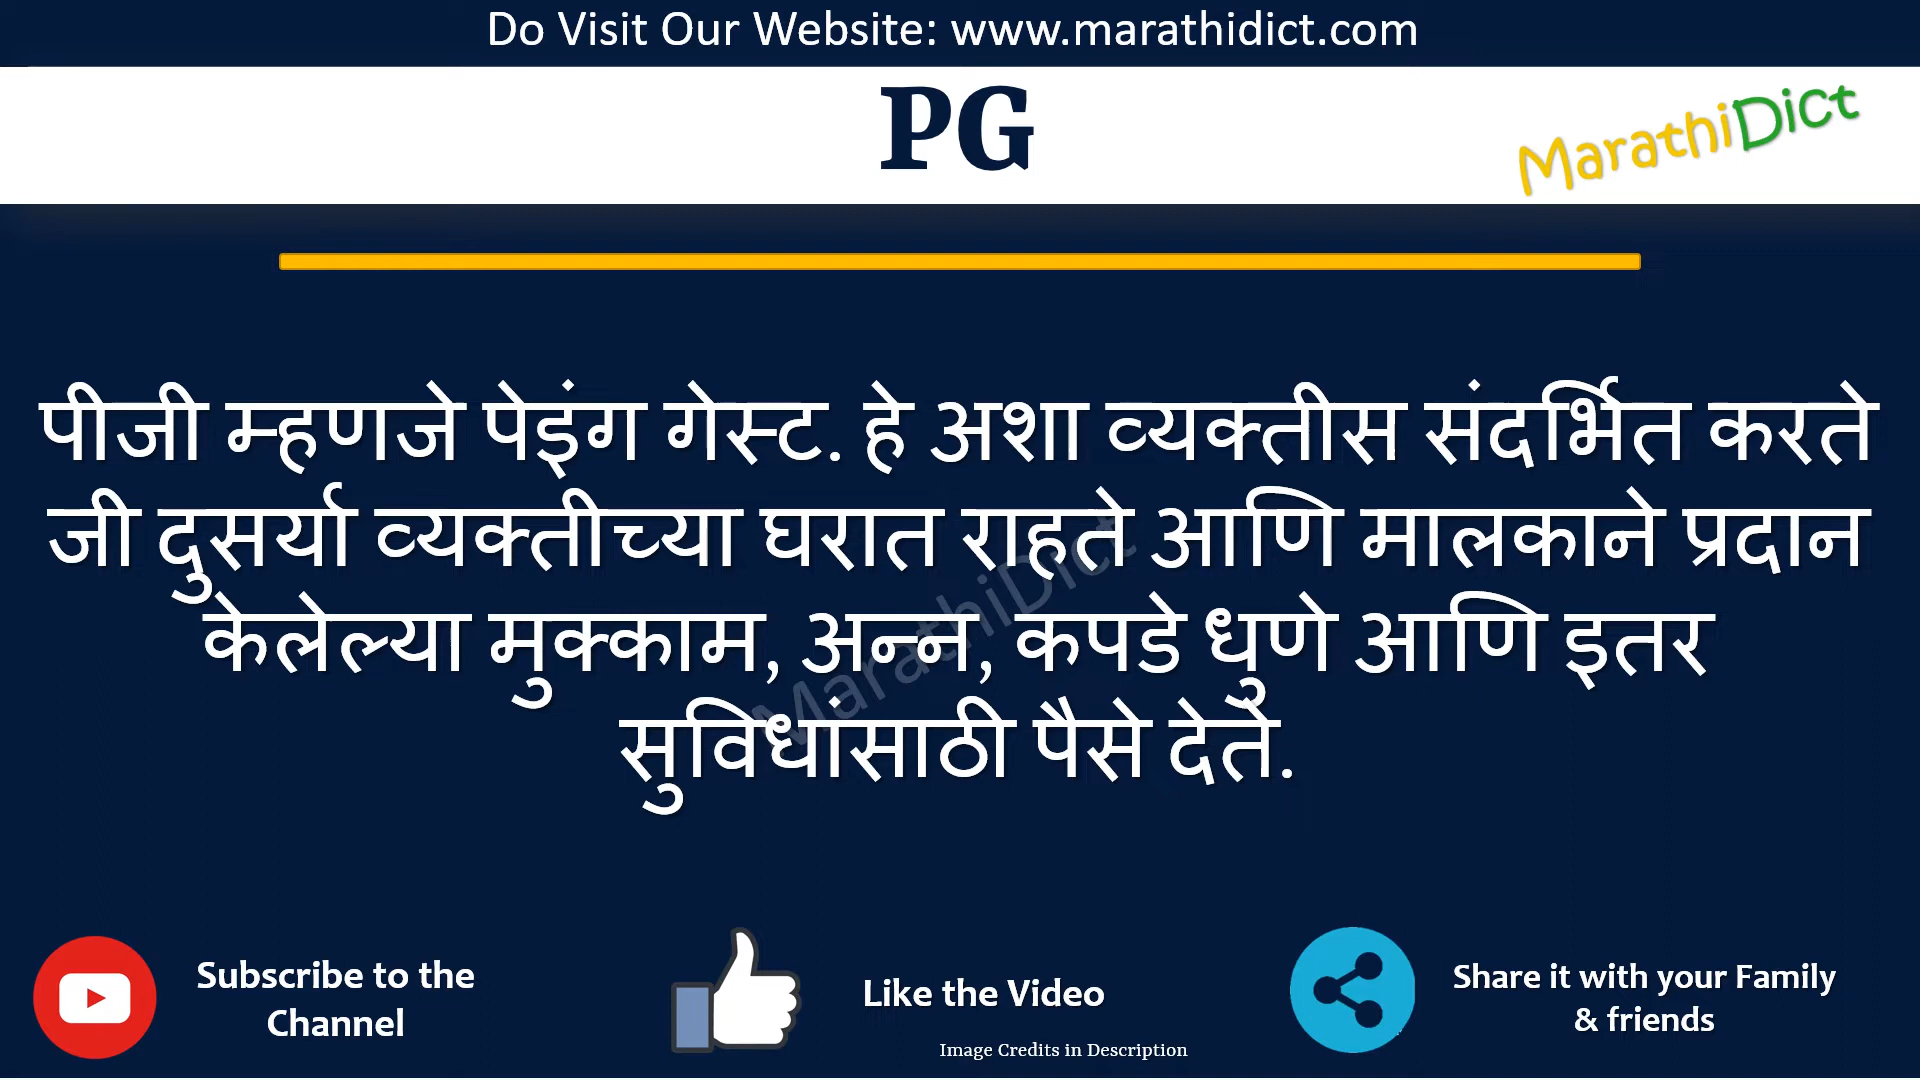 Do Visit Our Website: www.marathidict.com
PG
MarathiDict
पीजी म्हणजे पेइंग गेस्ट. हे अशा व्यक्तीस संदर्भित करते
जी दुसर्या व्यक्तीच्या घरात राहते आणि मालकाने प्रदान
केलेल्या मुक्काम, अन्न, कपडे धुणे आणि इतर
सुविधांसाठी पैसे देते.
MarathiDict
Subscribe to the
Channel
Like the Video
Share it with your Family
& friends
Image Credits in Description